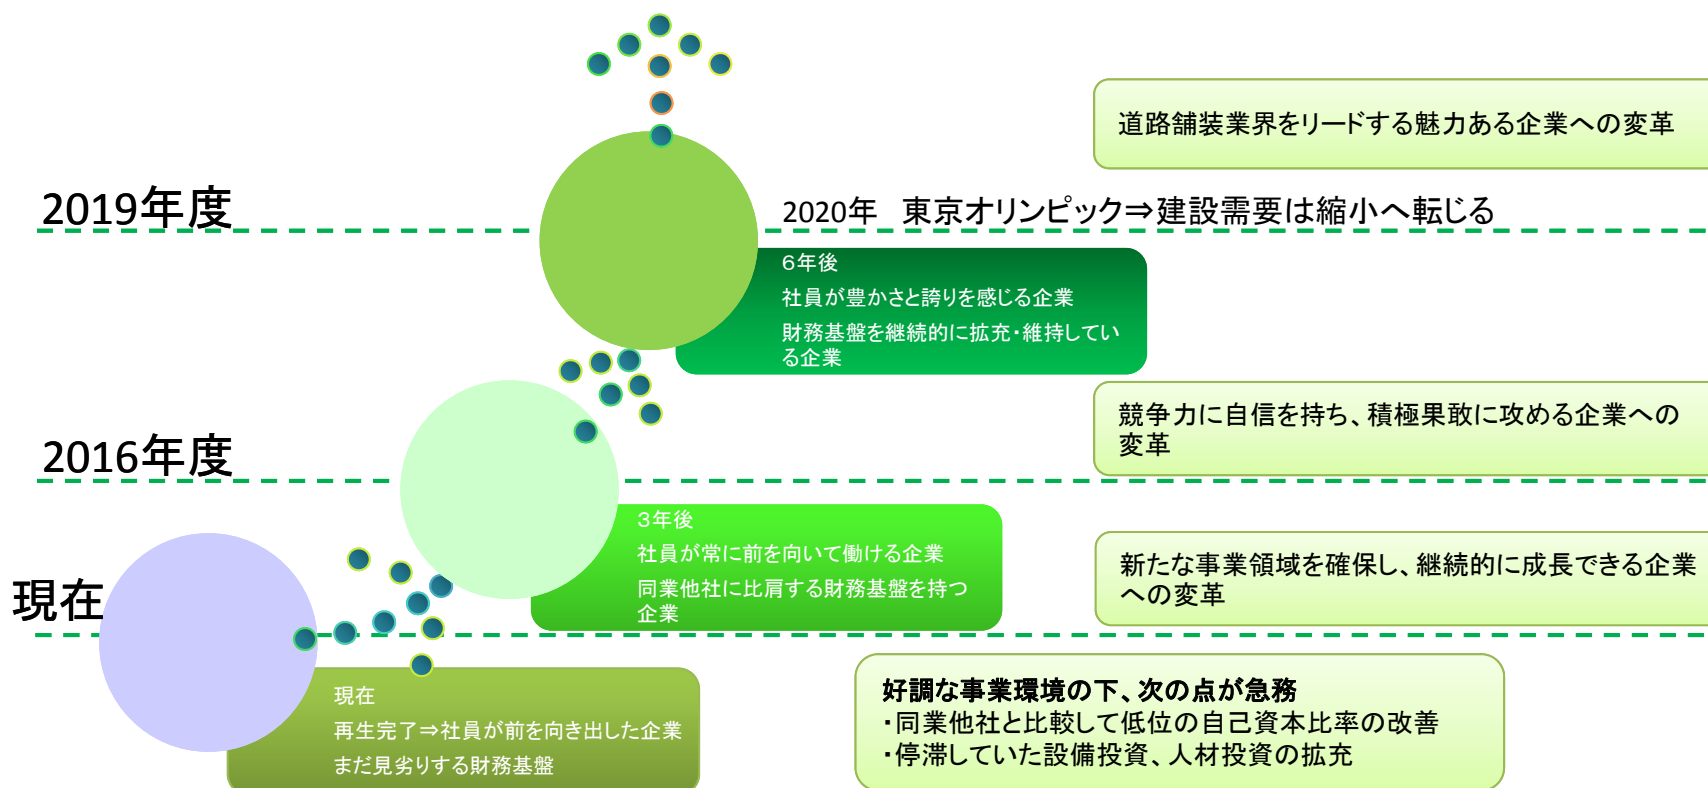 道路舗装業界をリードする魅力ある企業への変革
2019年度
2020年　東京オリンピック⇒建設需要は縮小へ転じる
６年後
社員が豊かさと誇りを感じる企業
財務基盤を継続的に拡充・維持してい
る企業
競争力に自信を持ち、積極果敢に攻める企業への
変革
2016年度
３年後
社員が常に前を向いて働ける企業
同業他社に比肩する財務基盤を持つ
企業
新たな事業領域を確保し、継続的に成長できる企業
への変革
現在
現在
再生完了⇒社員が前を向き出した企業
まだ見劣りする財務基盤
好調な事業環境の下、次の点が急務
・同業他社と比較して低位の自己資本比率の改善
・停滞していた設備投資、人材投資の拡充